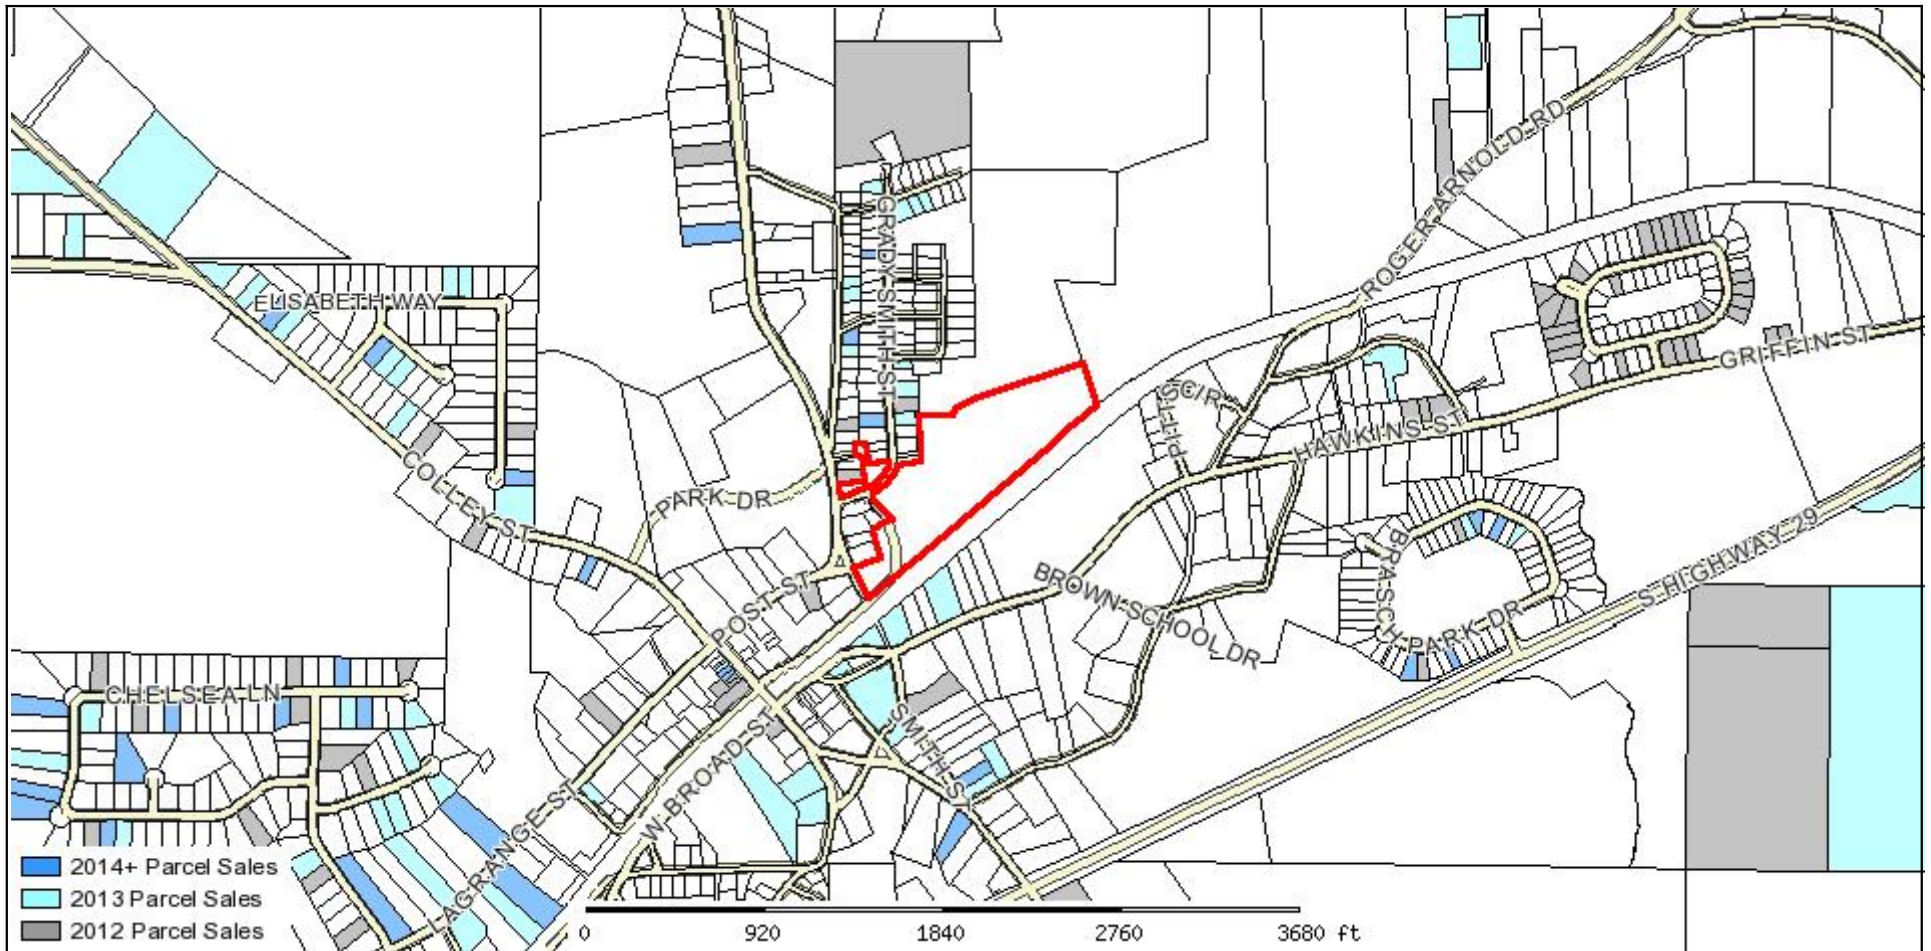 ROGER ARNOLD RD
GRADY SMITH ST
ELISABETH WAY
GRIFFIN ST
PITTS CIR
HAWKINS ST
COLLEY ST
PARK DR
S HIGHWAY 29
BRASCH PARK DR
BROWN SCHOOL DR
POST ST
CHELSEA LN
SMITH ST
W BROAD ST
LAGRANGE ST
2014+ Parcel Sales
2013 Parcel Sales
2012 Parcel Sales
0 920 1840 2760 3680 ft